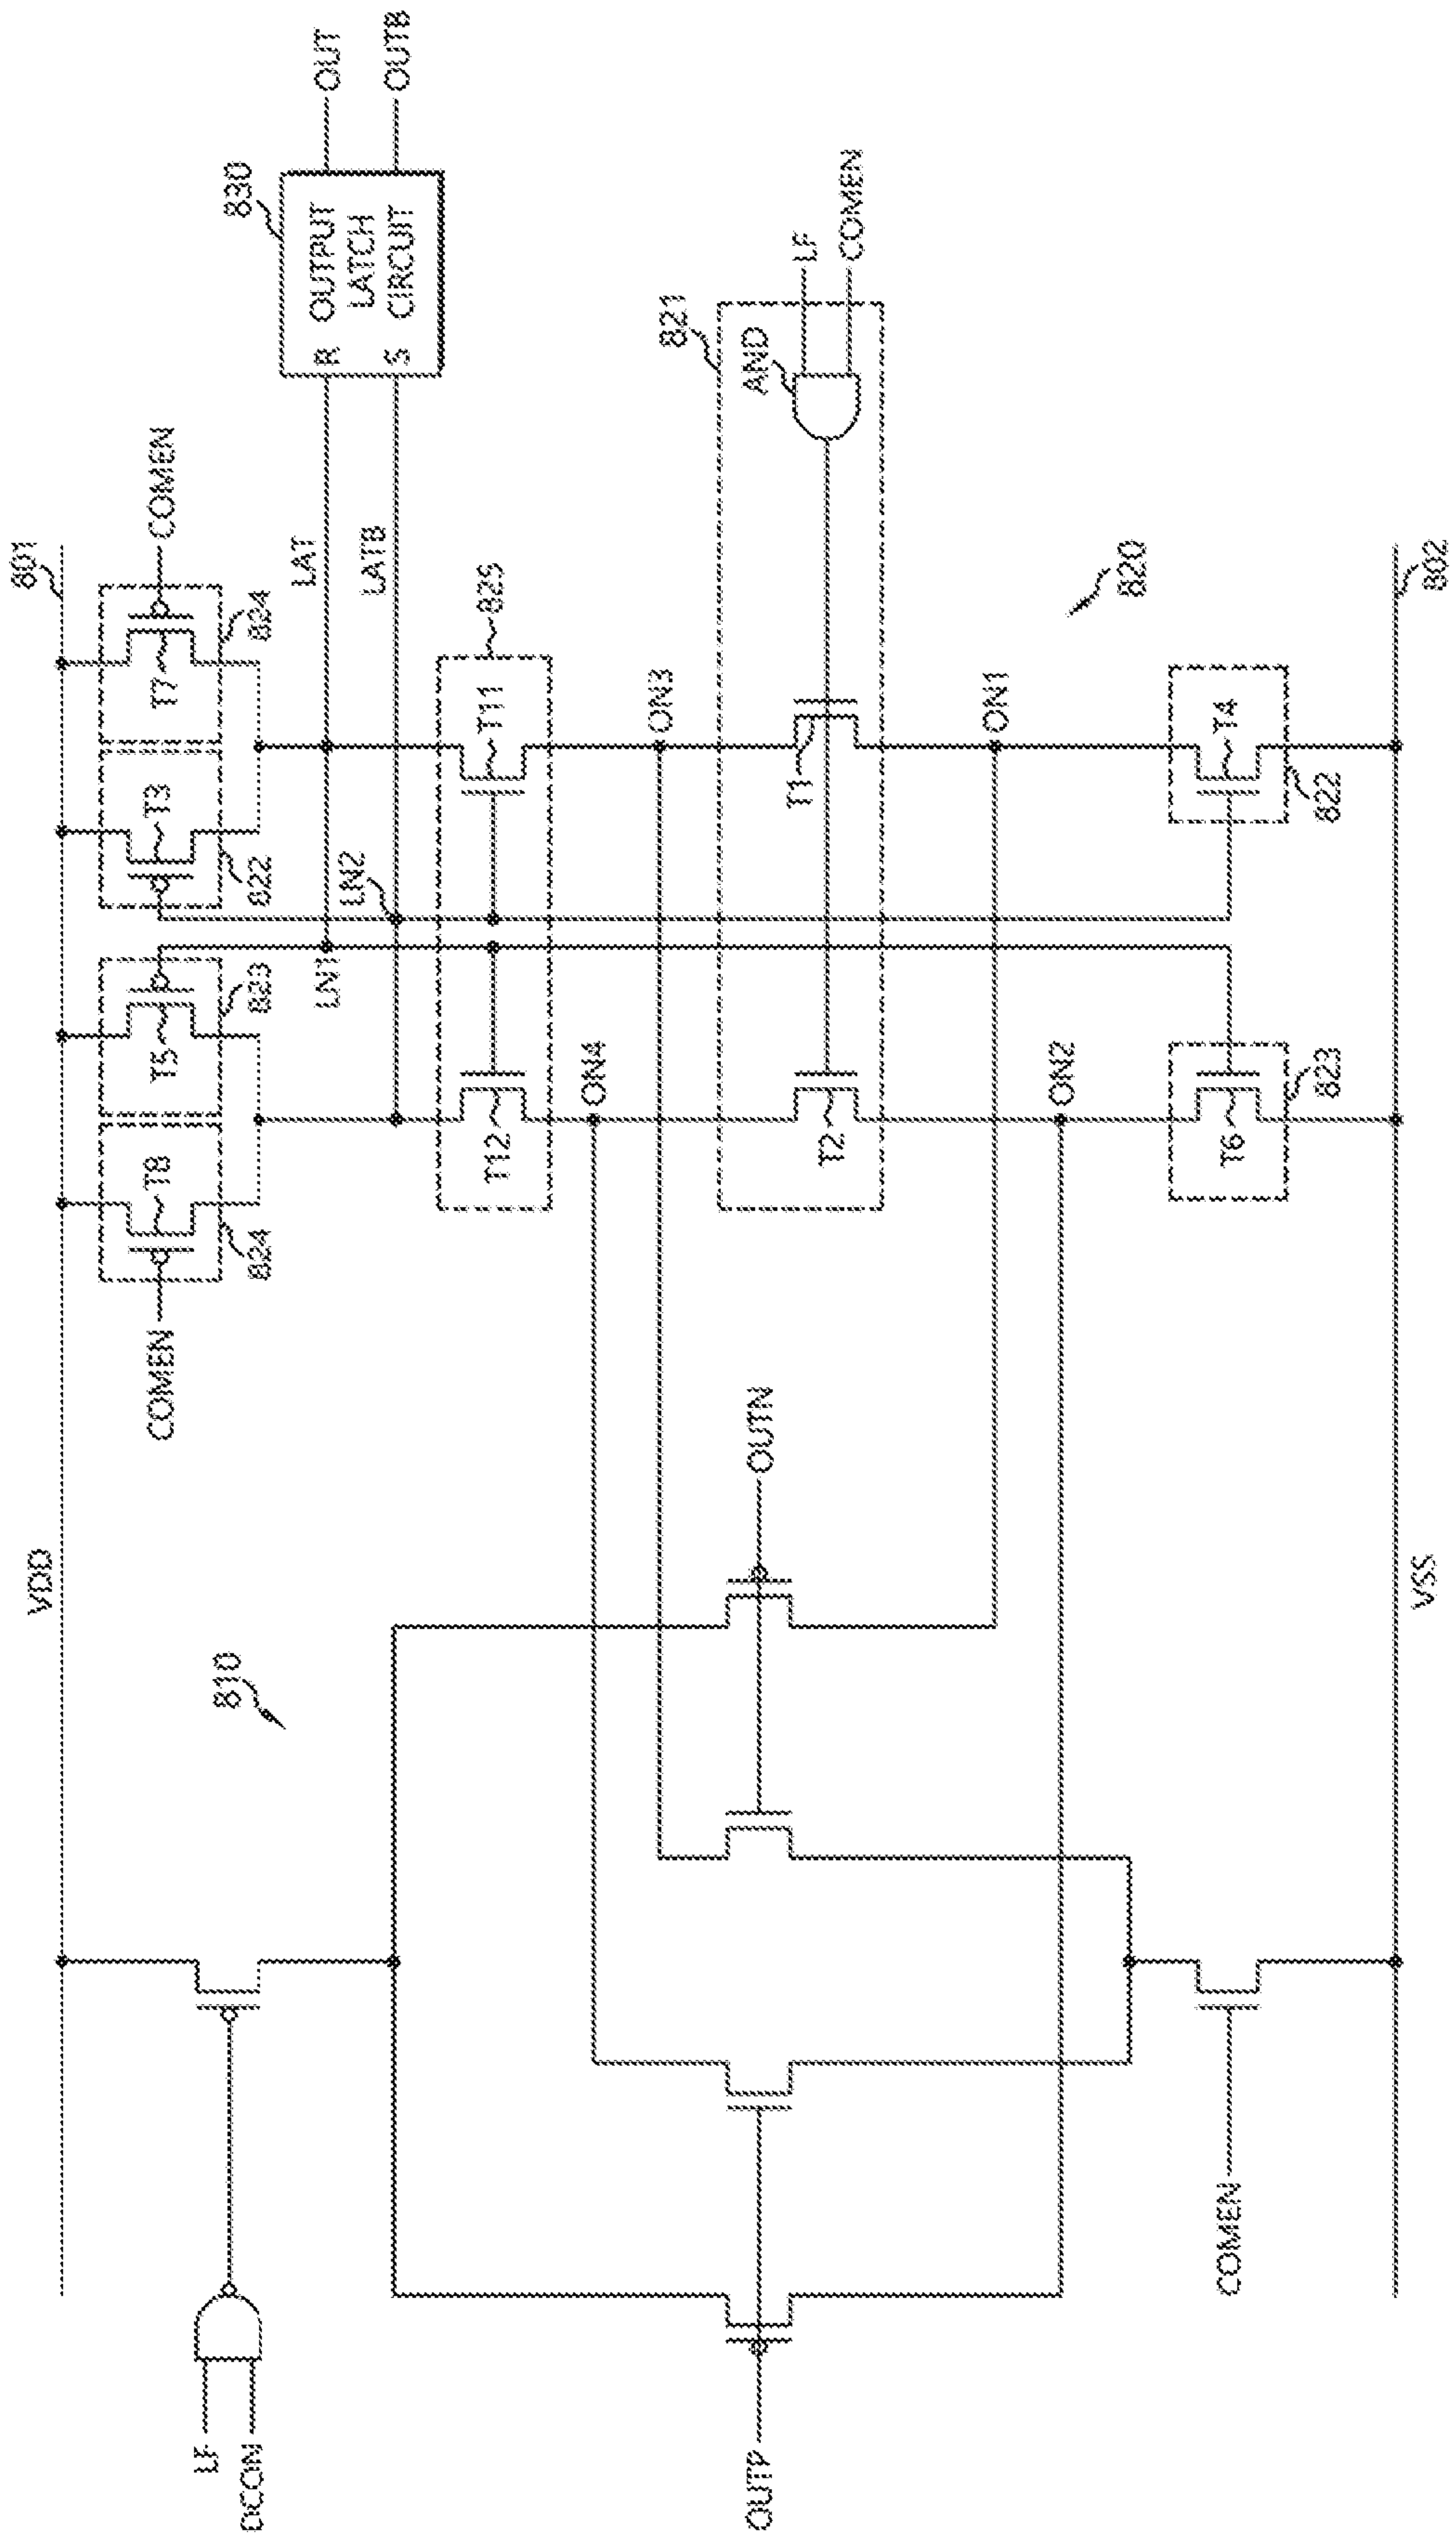 VDD
801
810
LF
DCON
OUTP
OUTN
COMEN
VSS
802
820
COMEN
T8
824
T5
823
T3
822
T7
824
COMEN
LN1
LN2
LAT
LATB
830
R OUTPUT
LATCH
S CIRCUIT
OUT
OUTB
825
T12
T11
ON4
ON3
821
AND
LF
COMEN
T2
T1
ON2
ON1
T6
823
T4
822